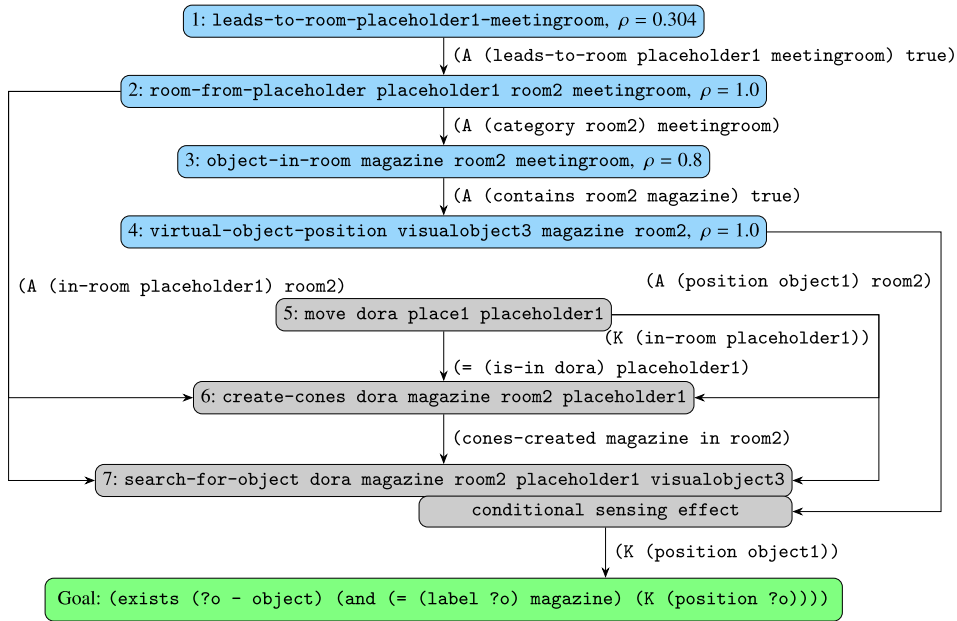 1: leads-to-room-placeholder1-meetingroom, ρ = 0.304
(A (leads-to-room placeholder1 meetingroom) true)
2: room-from-placeholder placeholder1 room2 meetingroom, ρ = 1.0
(A (category room2) meetingroom)
3: object-in-room magazine room2 meetingroom, ρ = 0.8
(A (contains room2 magazine) true)
4: virtual-object-position visualobject3 magazine room2, ρ = 1.0
(A (in-room placeholder1) room2)
(A (position object1) room2)
5: move dora place1 placeholder1
(K (in-room placeholder1))
(= (is-in dora) placeholder1)
6: create-cones dora magazine room2 placeholder1
(cones-created magazine in room2)
7: search-for-object dora magazine room2 placeholder1 visualobject3
conditional sensing effect
(K (position object1))
Goal: (exists (?o - object) (and (= (label ?o) magazine) (K (position ?o))))